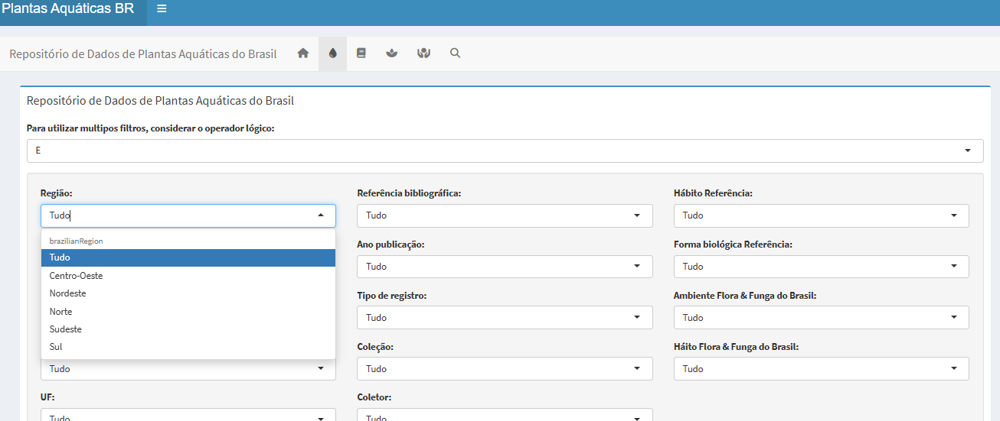 Plantas Aquáticas BR
Repositório de Dados de Plantas Aquáticas do Brasil
Repositório de Dados de Plantas Aquáticas do Brasil
Para utilizar multipos filtros, considerar o operador lógico:
E
Região:
Tudo
brazilianRegion
Tudo
Centro-Oeste
Nordeste
Norte
Sudeste
Sul
Tudo
UF:
Tudo
Referência bibliográfica:
Tudo
Ano publicação:
Tudo
Tipo de registro:
Tudo
Coleção:
Tudo
Coletor:
Tudo
Hábito Referência:
Tudo
Forma biológica Referência:
Tudo
Ambiente Flora & Funga do Brasil:
Tudo
Háito Flora & Funga do Brasil:
Tudo